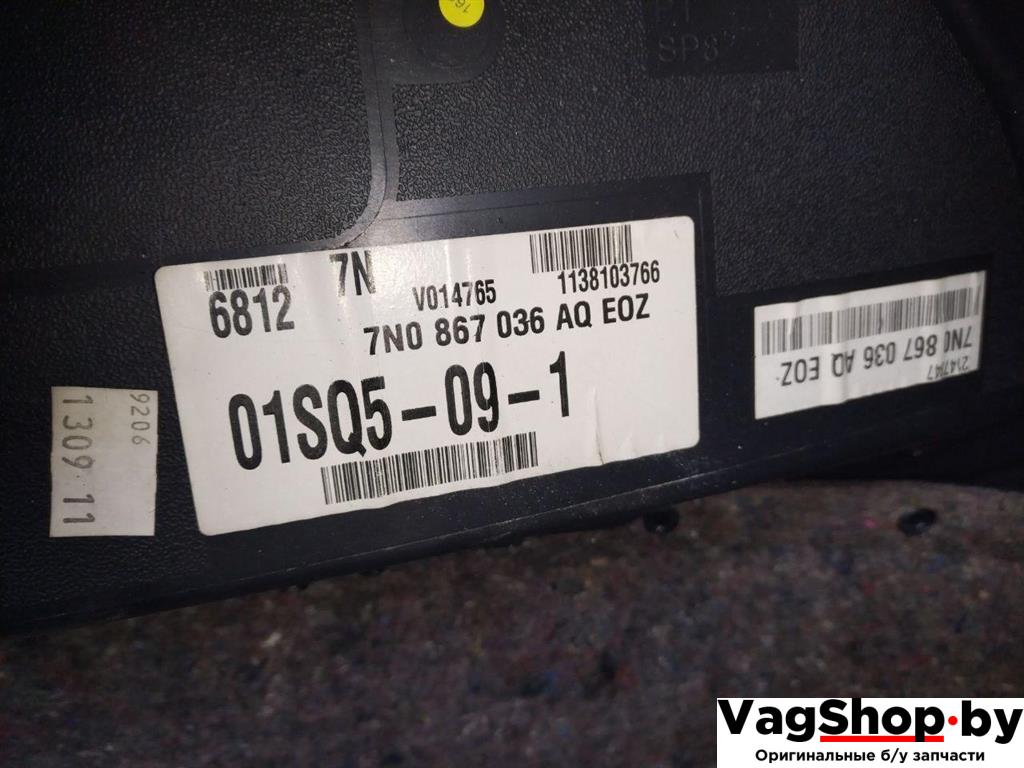 SP8
6812
7N
V014765
1138103766
7N0 867 036 AQ EOZ
01SQ5-09-1
9206
1309 11
2147147
7N0 867 036 AQ EOZ
VagShop.by
Оригинальные б/у запчасти